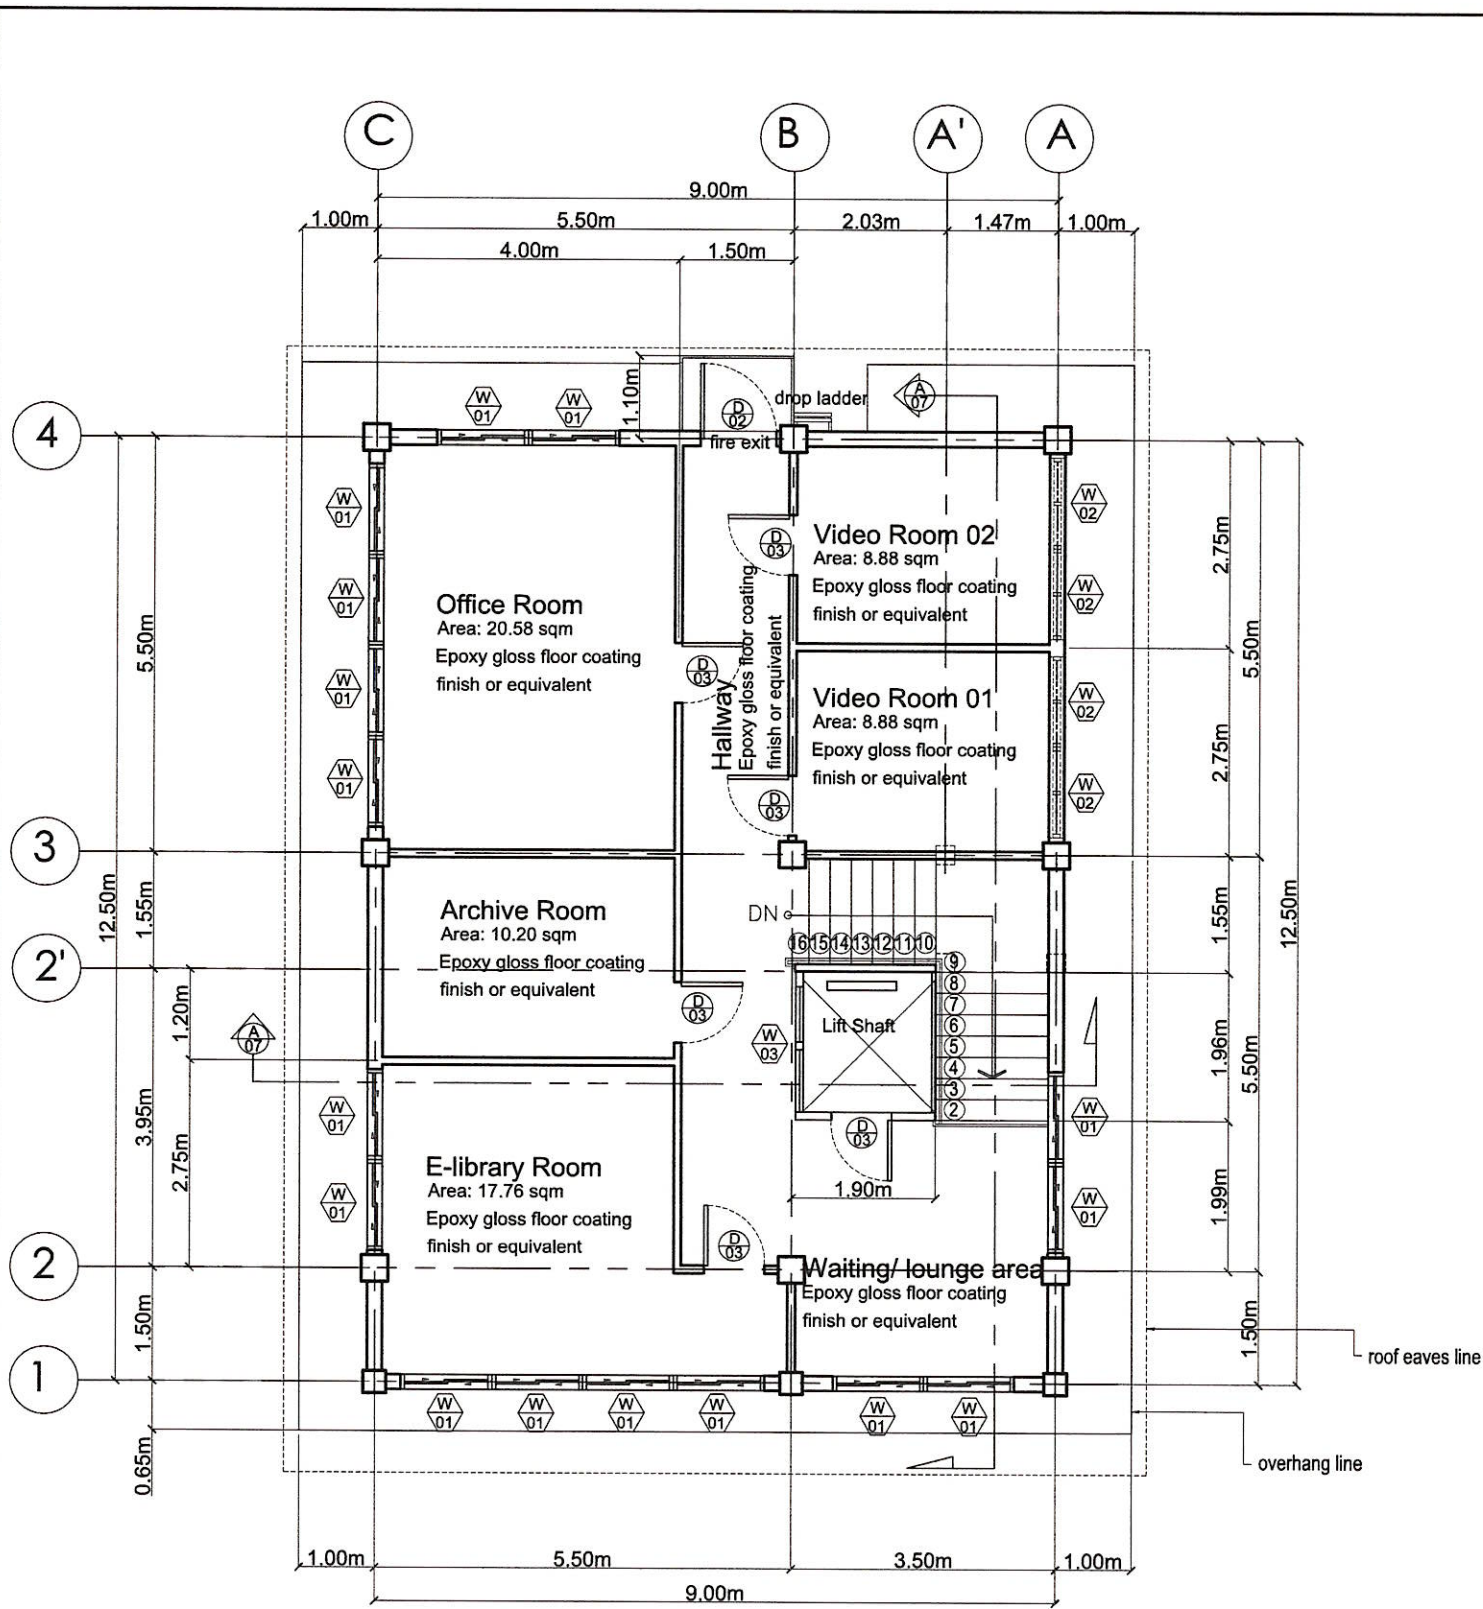 C
B
A'
A
9.00m
1.00m
5.50m
2.03m
1.47m
1.00m
4.00m
1.50m
1.10m
W
01
W
01
D
02
drop ladder
A
07
fire exit
4
W
01
W
01
W
01
W
01
D
03
Video Room 02
Area: 8.88 sqm
Epoxy gloss floor coating
finish or equivalent
W
02
W
02
2.75m
5.50m
Office Room
Area: 20.58 sqm
Epoxy gloss floor coating
finish or equivalent
D
03
Hallway
Epoxy gloss floor coating
finish or equivalent
Video Room 01
Area: 8.88 sqm
Epoxy gloss floor coating
finish or equivalent
W
02
W
02
2.75m
5.50m
D
03
3
12.50m
1.55m
Archive Room
Area: 10.20 sqm
Epoxy gloss floor coating
finish or equivalent
DN
16 15 14 13 12 11 10
9
8
7
6
5
4
3
2
1.55m
12.50m
2'
1.20m
A
07
D
03
W
03
Lift Shaft
1.96m
5.50m
3.95m
2.75m
W
01
W
01
E-library Room
Area: 17.76 sqm
Epoxy gloss floor coating
finish or equivalent
D
03
D
03
1.90m
W
01
W
01
1.99m
2
Waiting/ lounge area
Epoxy gloss floor coating
finish or equivalent
1.50m
1.50m
roof eaves line
1
W
01
W
01
W
01
W
01
W
01
W
01
0.65m
overhang line
1.00m
5.50m
3.50m
1.00m
9.00m